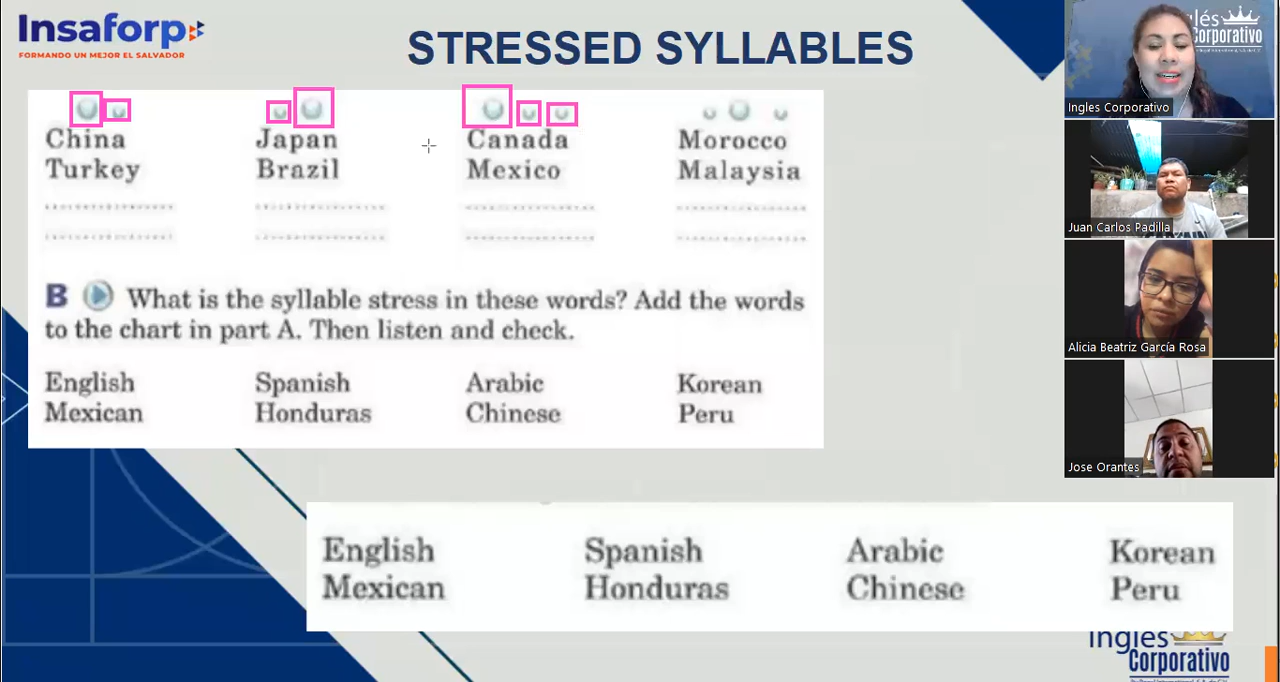 Insaforp
FORMANDO UN MEJOR EL SALVADOR
STRESSED SYLLABLES
China Japan Canada Morocco
Turkey Brazil Mexico Malaysia
B What is the syllable stress in these words? Add the words
to the chart in part A. Then listen and check.
English Spanish Arabic Korean
Mexican Honduras Chinese Peru
English Spanish Arabic Korean
Mexican Honduras Chinese Peru
Inglés
Corporativo
glés
Corporativo
Ingles Corporativo
Juan Carlos Padilla
Alicia Beatriz García Rosa
Jose Orantes